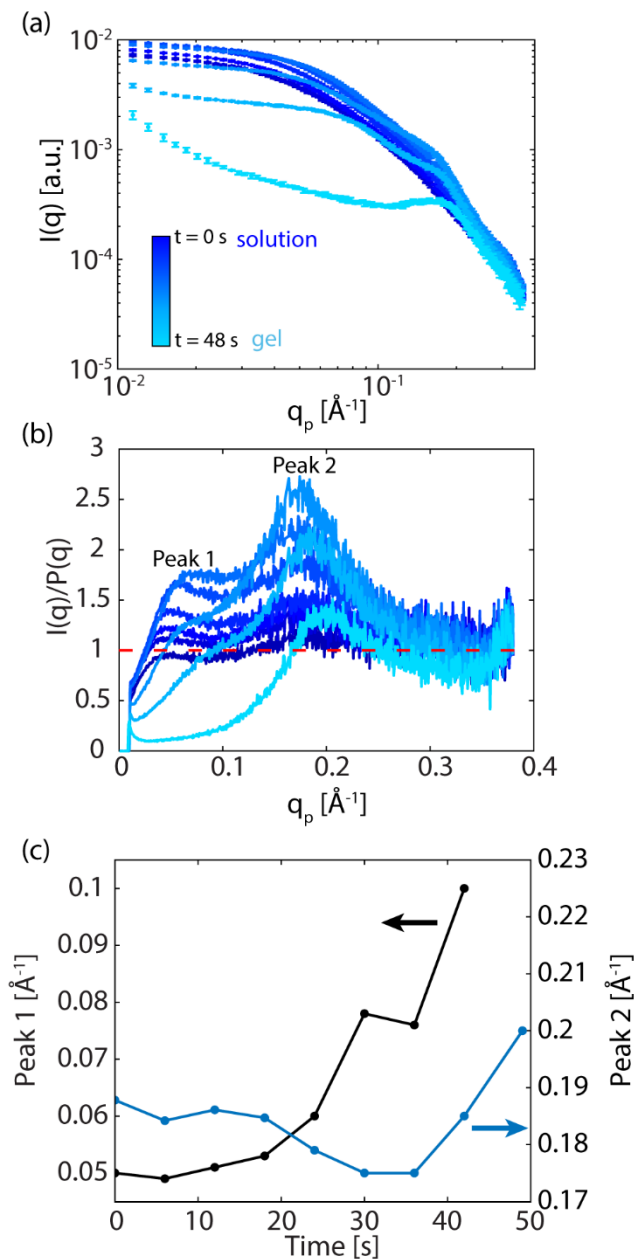 (a)
10⁻²
10⁻³
10⁻⁴
10⁻⁵
I(q) [a.u.]
t = 0 s solution
t = 48 s gel
10⁻² 10⁻¹
qₚ [Å⁻¹]
(b)
3
2.5
2
1.5
1
0.5
0
I(q)/P(q)
Peak 1
Peak 2
0 0.1 0.2 0.3 0.4
qₚ [Å⁻¹]
(c)
0.1
0.09
0.08
0.07
0.06
0.05
Peak 1 [Å⁻¹]
0.23
0.22
0.21
0.2
0.19
0.18
0.17
Peak 2 [Å⁻¹]
0 10 20 30 40 50
Time [s]